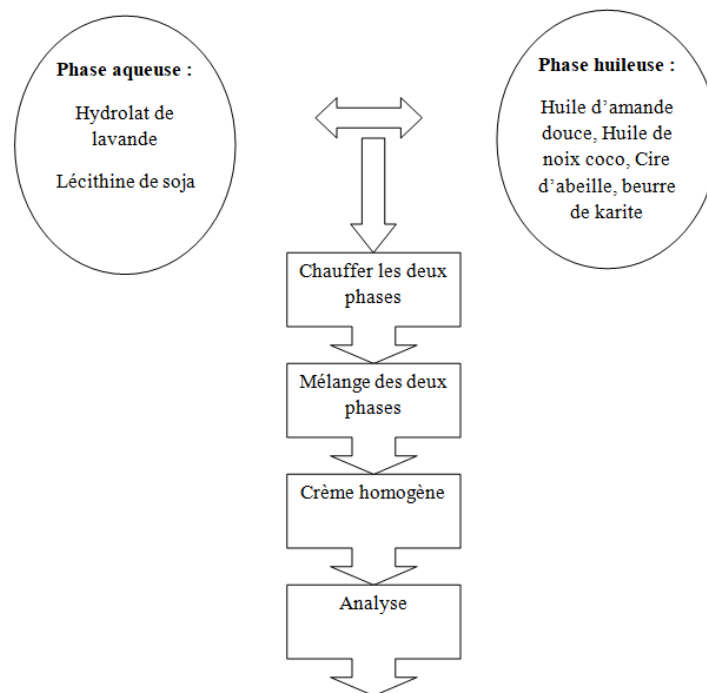 Phase aqueuse :
Hydrolat de
lavande
Lécithine de soja
Phase huileuse :
Huile d’amande
douce, Huile de
noix coco, Cire
d’abeille, beurre
de karite
Chauffer les deux
phases
Mélange des deux
phases
Crème homogène
Analyse